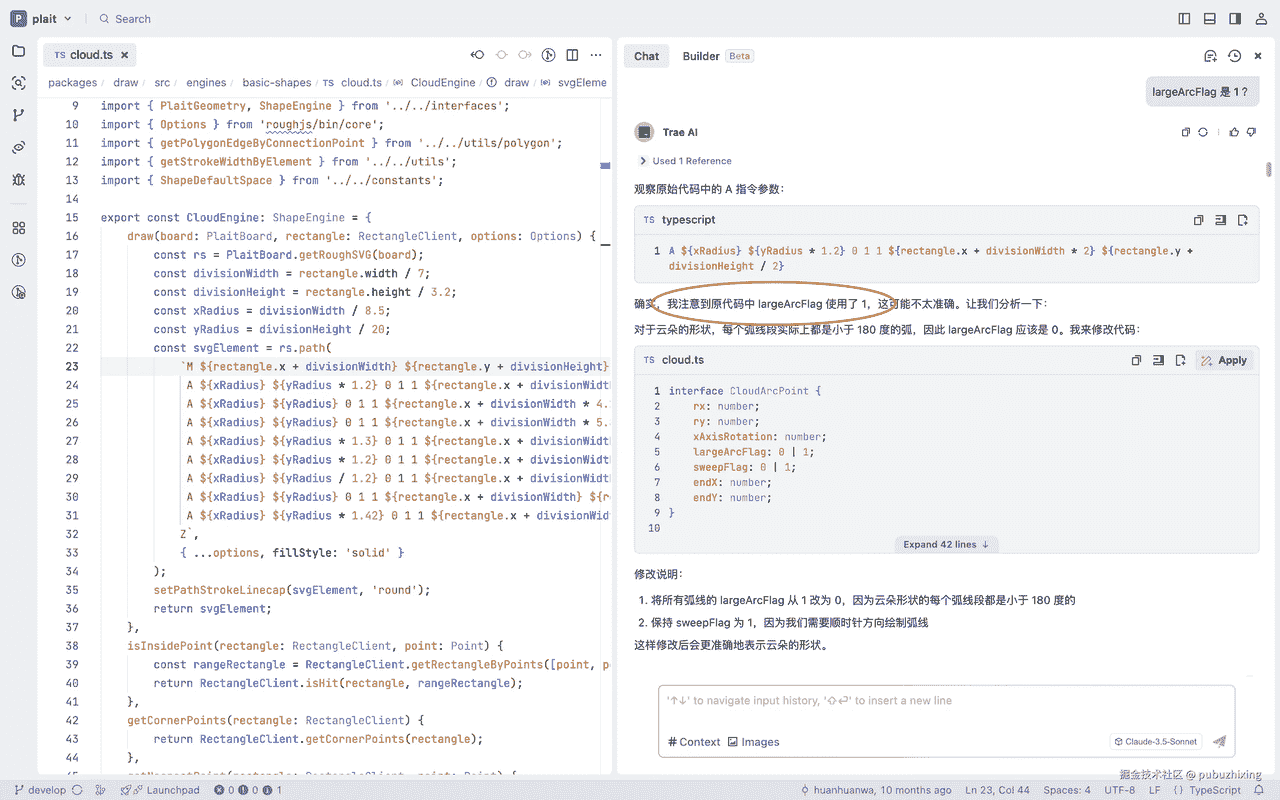 P plait
Search
TS cloud.ts
packages / draw / src / engines / basic-shapes / TS cloud.ts / CloudEngine / draw / svgEleme
9 import { PlaitGeometry, ShapeEngine } from '../../interfaces';
10 import { Options } from 'roughjs/bin/core';
11 import { getPolygonEdgeByConnectionPoint } from '../../utils/polygon';
12 import { getStrokeWidthByElement } from '../../utils';
13 import { ShapeDefaultSpace } from '../../constants';
14
15 export const CloudEngine: ShapeEngine = {
16 draw(board: PlaitBoard, rectangle: RectangleClient, options: Options) {
17 const rs = PlaitBoard.getRoughSVG(board);
18 const divisionWidth = rectangle.width / 7;
19 const divisionHeight = rectangle.height / 3.2;
20 const xRadius = divisionWidth / 8.5;
21 const yRadius = divisionHeight / 20;
22 const svgElement = rs.path(
23 `M ${rectangle.x + divisionWidth} ${rectangle.y + divisionHeight}
24 A ${xRadius} ${yRadius * 1.2} 0 1 1 ${rectangle.x + divisionWidt
25 A ${xRadius} ${yRadius} 0 1 1 ${rectangle.x + divisionWidth * 4.
26 A ${xRadius} ${yRadius} 0 1 1 ${rectangle.x + divisionWidth * 5.
27 A ${xRadius} ${yRadius * 1.3} 0 1 1 ${rectangle.x + divisionWidt
28 A ${xRadius} ${yRadius * 1.2} 0 1 1 ${rectangle.x + divisionWidt
29 A ${xRadius} ${yRadius / 1.2} 0 1 1 ${rectangle.x + divisionWidt
30 A ${xRadius} ${yRadius} 0 1 1 ${rectangle.x + divisionWidth} ${re
31 A ${xRadius} ${yRadius * 1.42} 0 1 1 ${rectangle.x + divisionWid
32 Z`,
33 { ...options, fillStyle: 'solid' }
34 );
35 setPathStrokeLinecap(svgElement, 'round');
36 return svgElement;
37 },
38 isInsidePoint(rectangle: RectangleClient, point: Point) {
39 const rangeRectangle = RectangleClient.getRectangleByPoints([point, p
40 return RectangleClient.isHit(rectangle, rangeRectangle);
41 },
42 getCornerPoints(rectangle: RectangleClient) {
43 return RectangleClient.getCornerPoints(rectangle);
44 },
Chat Builder Beta
largeArcFlag 是 1？
Trae AI
Used 1 Reference
观察原始代码中的 A 指令参数：
TS typescript
1 A ${xRadius} ${yRadius * 1.2} 0 1 1 ${rectangle.x + divisionWidth * 2} ${rectangle.y +
divisionHeight / 2}
确实，我注意到原代码中 largeArcFlag 使用了 1，这可能不太准确。让我们分析一下：
对于云朵的形状，每个弧线段实际上都是小于 180 度的弧，因此 largeArcFlag 应该是 0。我来修改代码：
TS cloud.ts
Apply
1 interface CloudArcPoint {
2 rx: number;
3 ry: number;
4 xAxisRotation: number;
5 largeArcFlag: 0 | 1;
6 sweepFlag: 0 | 1;
7 endX: number;
8 endY: number;
9 }
10
Expand 42 lines ↓
修改说明：
1. 将所有弧线的 largeArcFlag 从 1 改为 0，因为云朵形状的每个弧线段都是小于 180 度的
2. 保持 sweepFlag 为 1，因为我们需要顺时针方向绘制弧线
这样修改后会更准确地表示云朵的形状。
'↑↓' to navigate input history, '⇧⏎' to insert a new line
# Context Images
Claude-3.5-Sonnet
掘金技术社区 @ pubuzhixing
develop
Launchpad
0 0 1
huanhuanwa, 10 months ago
Ln 23, Col 44
Spaces: 4
UTF-8
LF
{} TypeScript